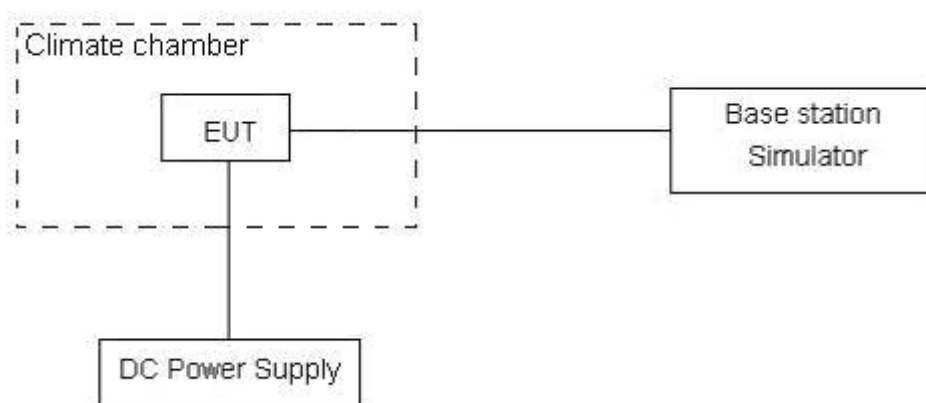 Climate chamber
EUT
Base station
Simulator
DC Power Supply